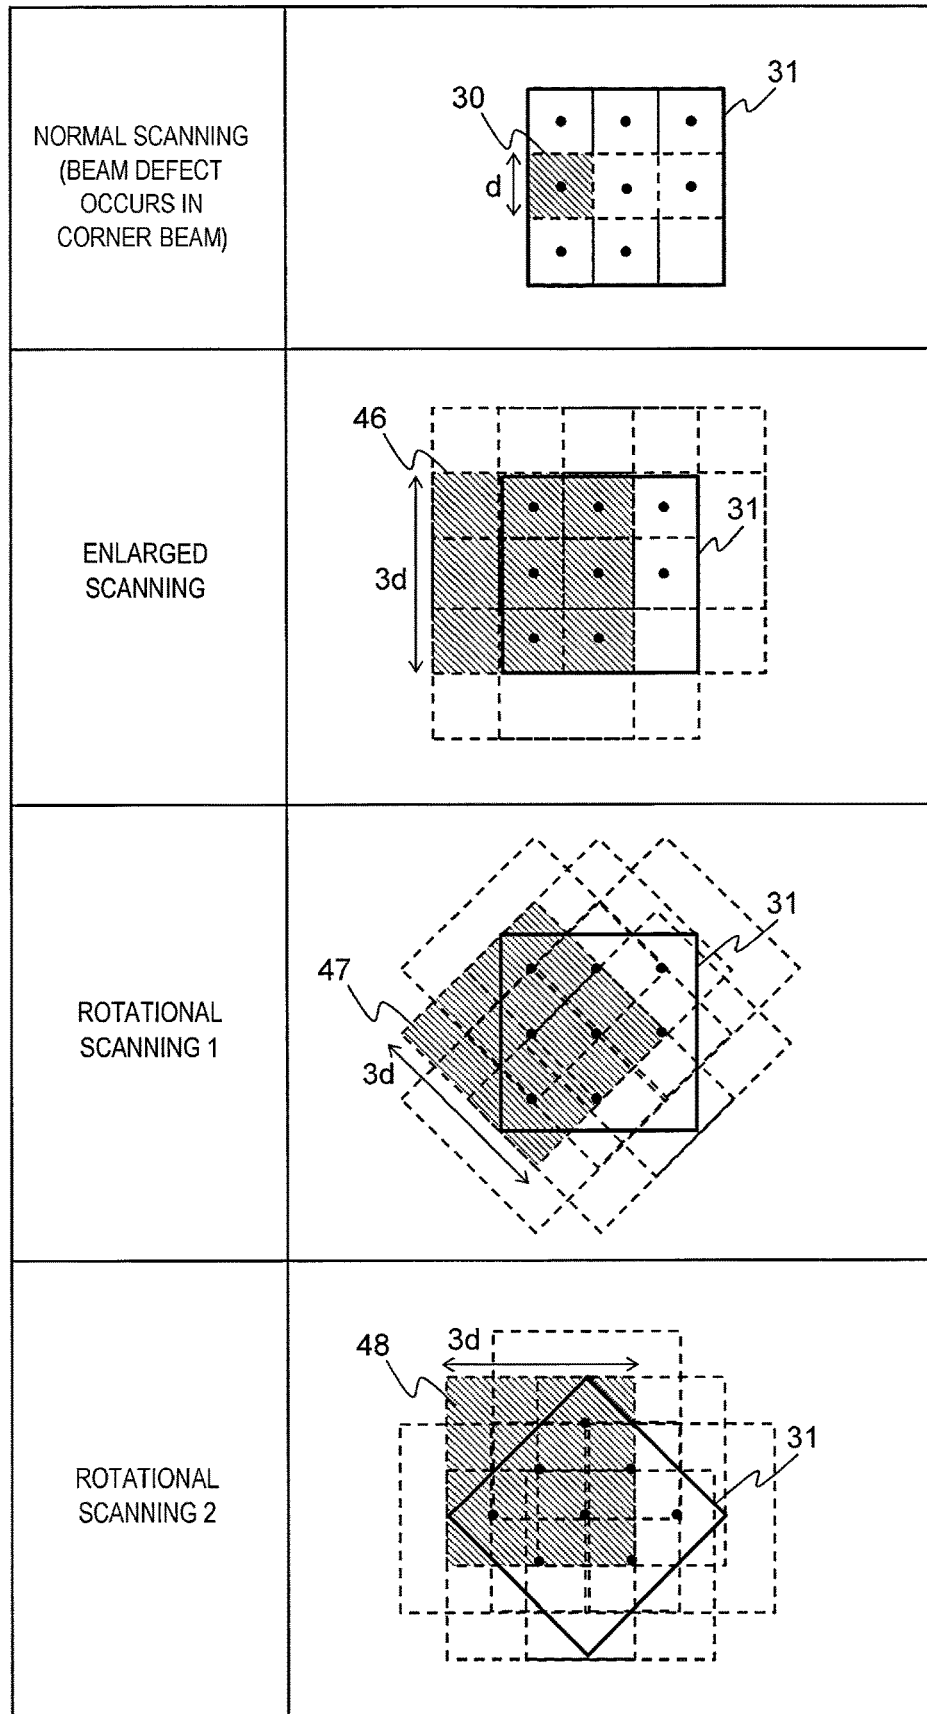 NORMAL SCANNING
(BEAM DEFECT
OCCURS IN
CORNER BEAM)
30
31
d
ENLARGED
SCANNING
46
31
3d
ROTATIONAL
SCANNING 1
31
47
3d
ROTATIONAL
SCANNING 2
48
3d
31